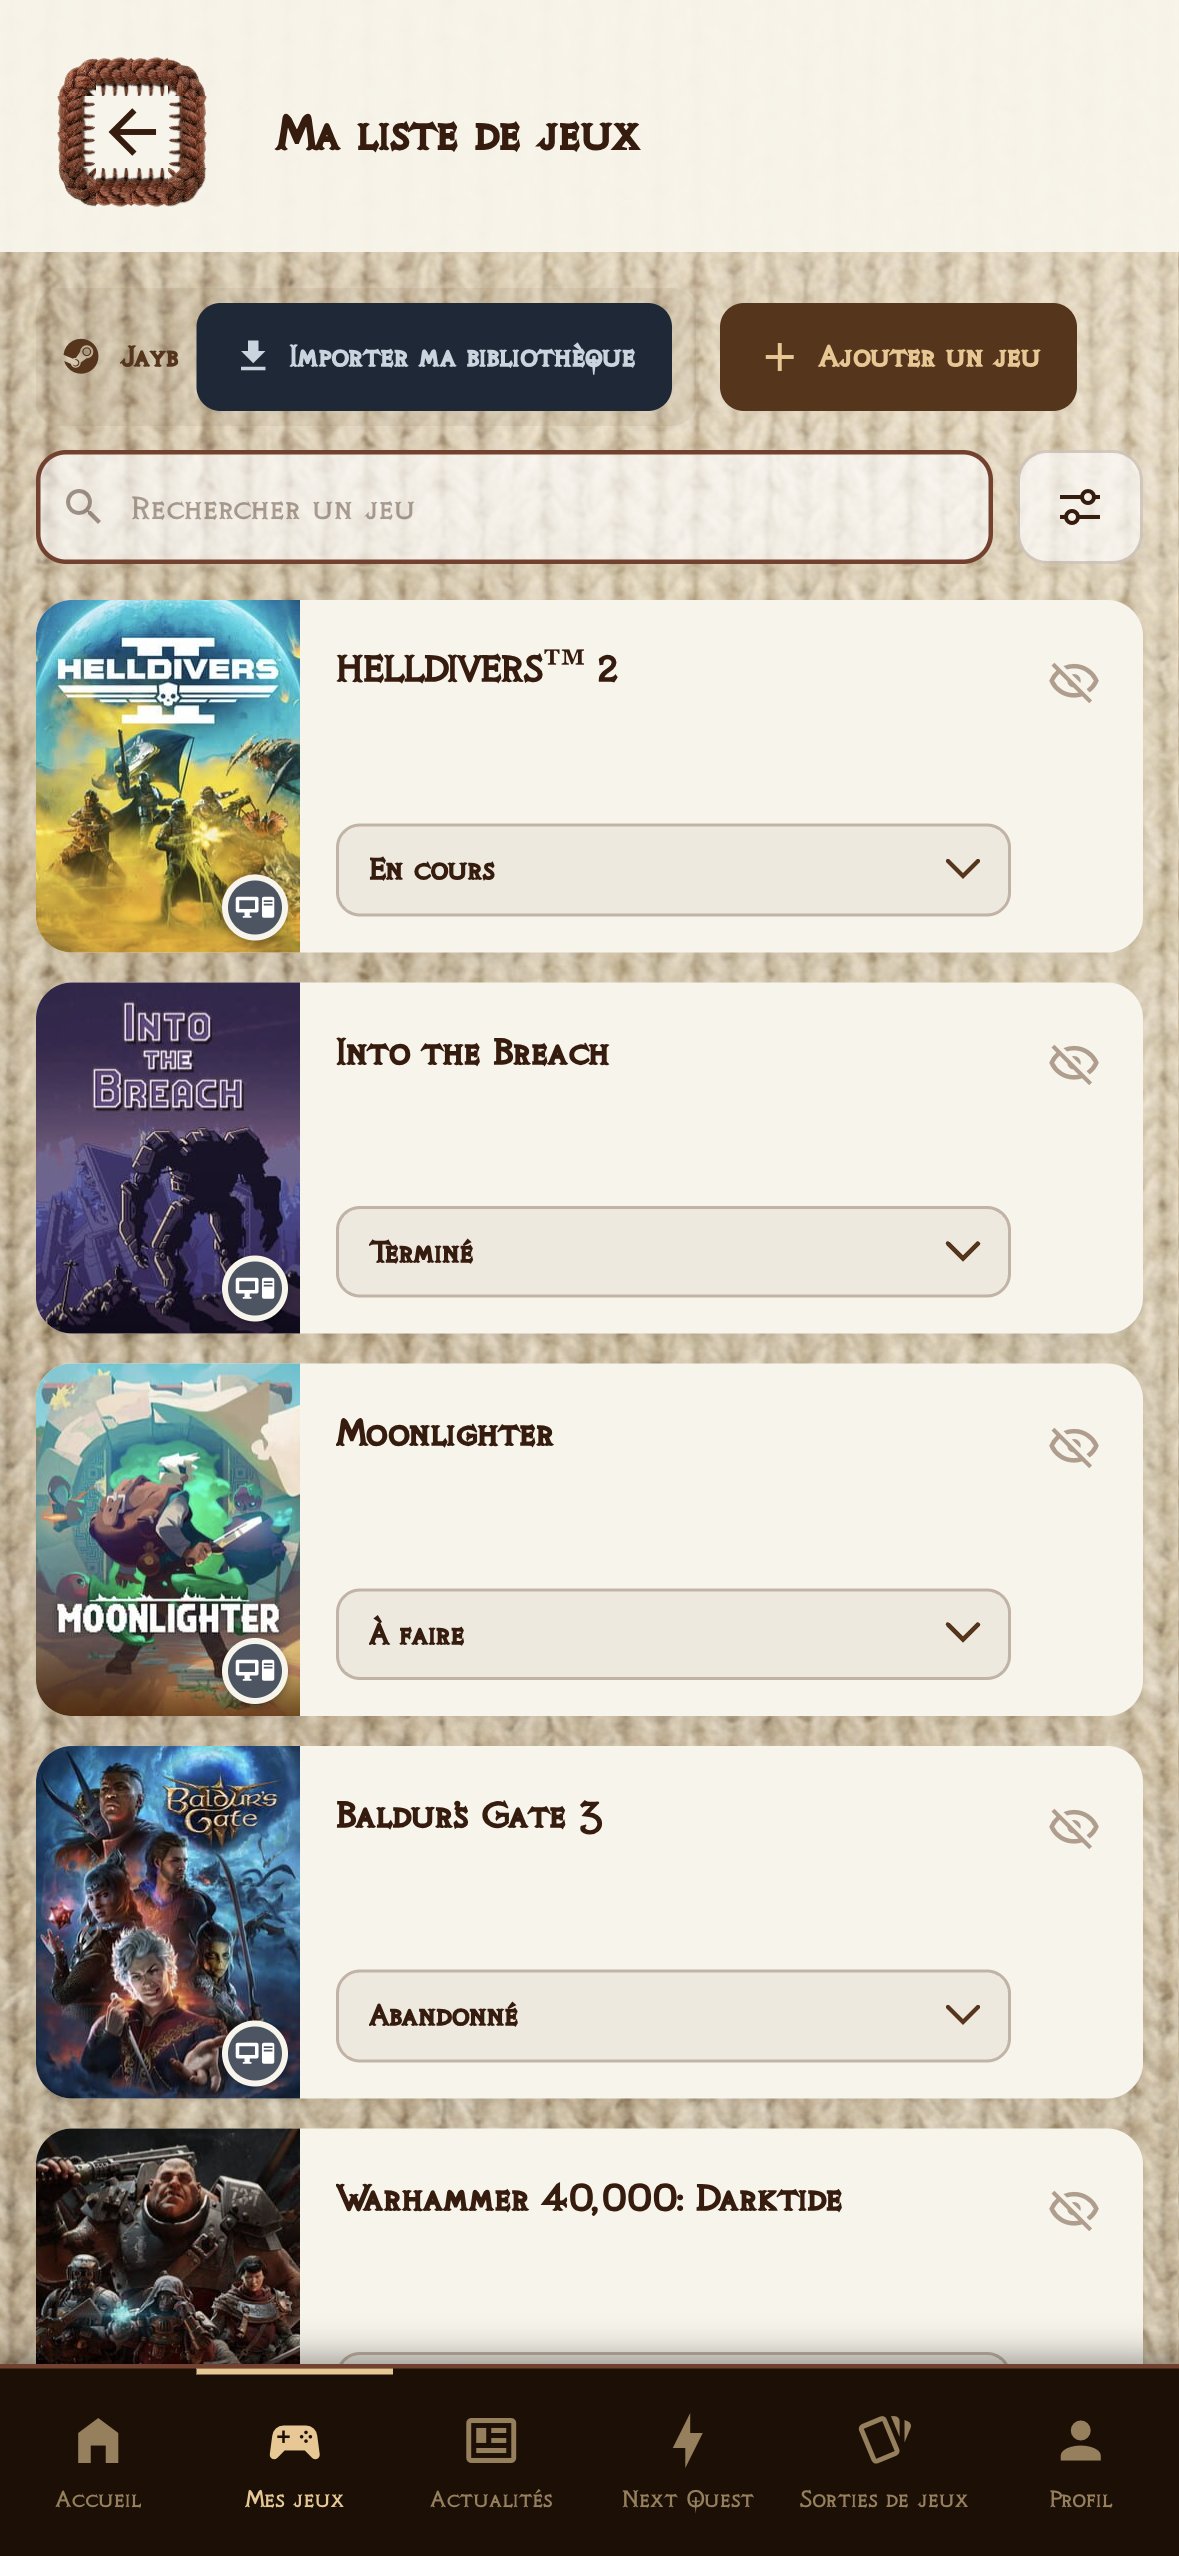 Ma liste de jeux
Jayb
Importer ma bibliothèque
Ajouter un jeu
Rechercher un jeu
HELLDIVERS
II
HELLDIVERS™ 2
En cours
Into
the
Breach
Into the Breach
Terminé
Moonlighter
MOONLIGHTER
À faire
Baldur's
Gate
Baldur's Gate 3
Abandonné
Warhammer 40,000: Darktide
Accueil
Mes jeux
Actualités
Next Quest
Sorties de jeux
Profil